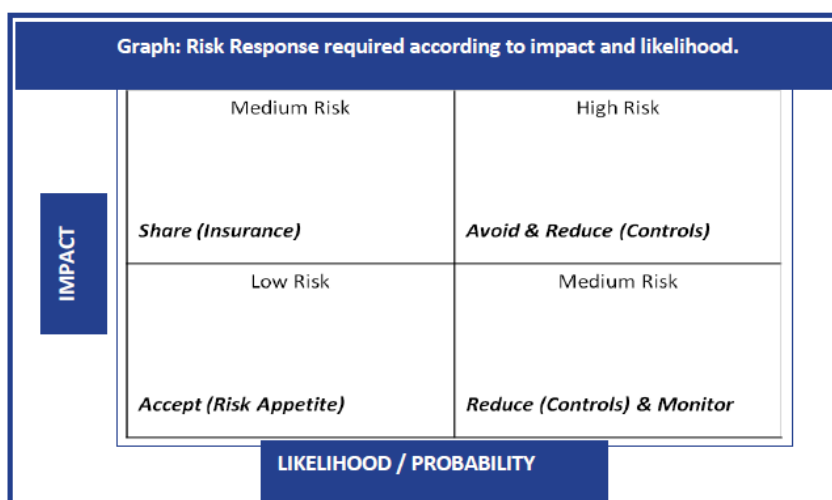 Graph: Risk Response required according to impact and likelihood.
Medium Risk
High Risk
Share (Insurance)
Avoid & Reduce (Controls)
IMPACT
Low Risk
Medium Risk
Accept (Risk Appetite)
Reduce (Controls) & Monitor
LIKELIHOOD / PROBABILITY